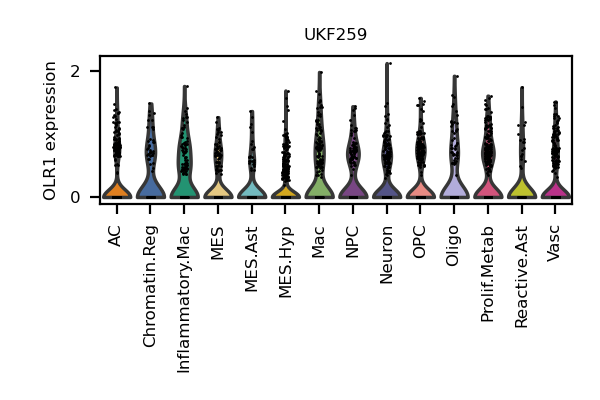 UKF259
OLR1 expression
2
0
AC
Chromatin.Reg
Inflammatory.Mac
MES
MES.Ast
MES.Hyp
Mac
NPC
Neuron
OPC
Oligo
Prolif.Metab
Reactive.Ast
Vasc